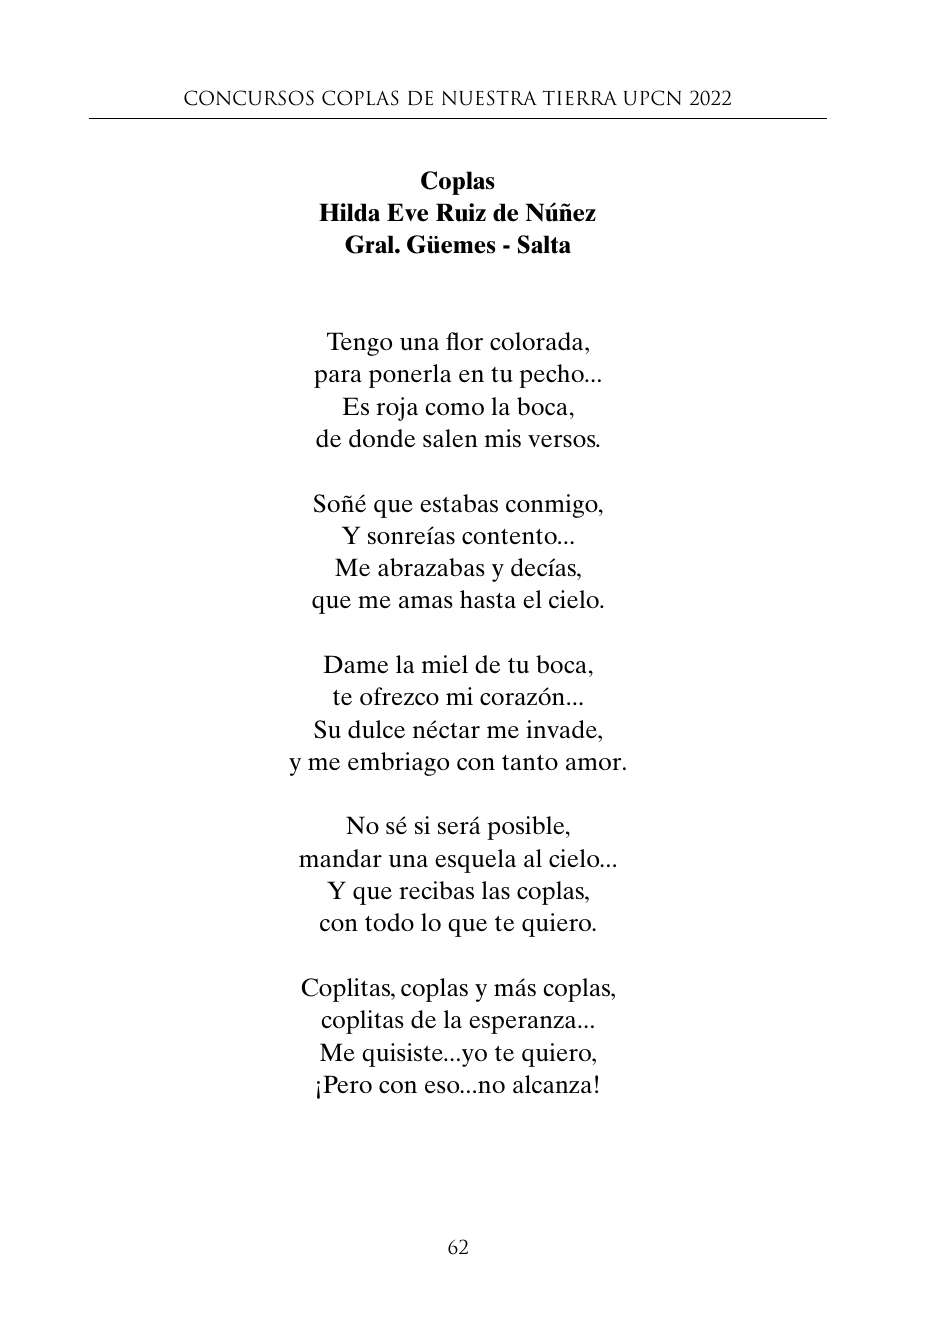 CONCURSOS COPLAS DE NUESTRA TIERRA UPCN 2022
Coplas
Hilda Eve Ruiz de Núñez
Gral. Güemes - Salta
Tengo una flor colorada,
para ponerla en tu pecho...
Es roja como la boca,
de donde salen mis versos.
Soñé que estabas conmigo,
Y sonreías contento...
Me abrazabas y decías,
que me amas hasta el cielo.
Dame la miel de tu boca,
te ofrezco mi corazón...
Su dulce néctar me invade,
y me embriago con tanto amor.
No sé si será posible,
mandar una esquela al cielo...
Y que recibas las coplas,
con todo lo que te quiero.
Coplitas, coplas y más coplas,
coplitas de la esperanza...
Me quisiste...yo te quiero,
¡Pero con eso...no alcanza!
62